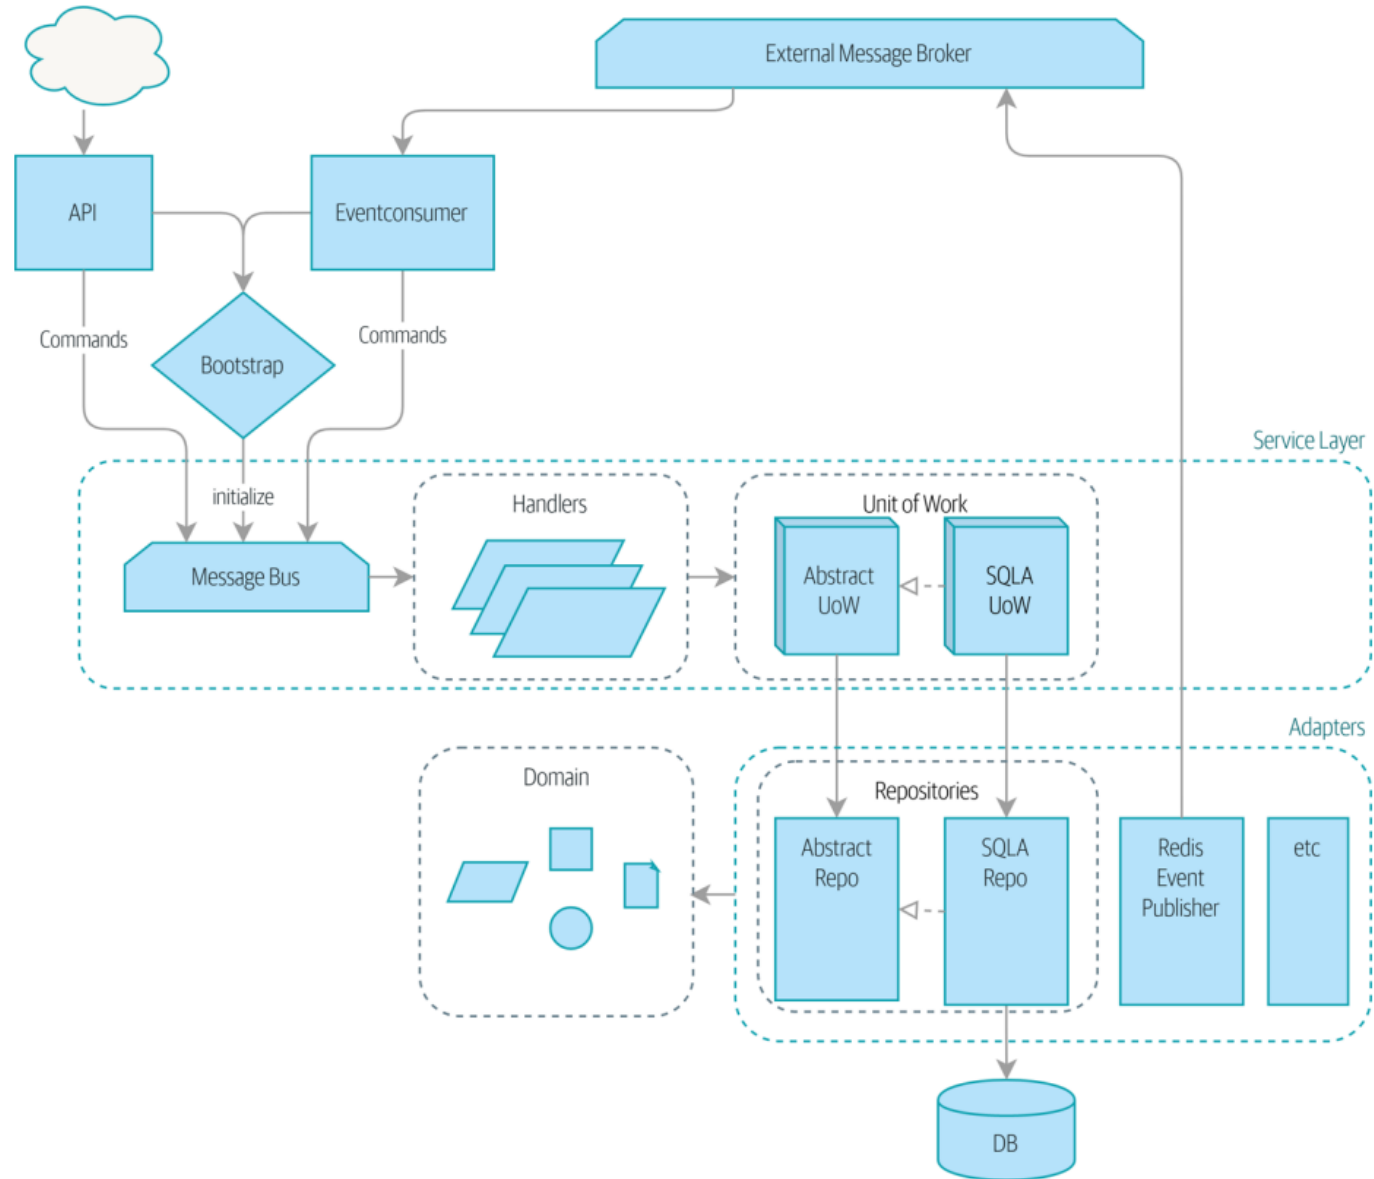 External Message Broker
API
Eventconsumer
Commands
Commands
Bootstrap
Service Layer
initialize
Handlers
Unit of Work
Message Bus
Abstract
UoW
SQLA
UoW
Adapters
Domain
Repositories
Abstract
Repo
SQLA
Repo
Redis
Event
Publisher
etc
DB